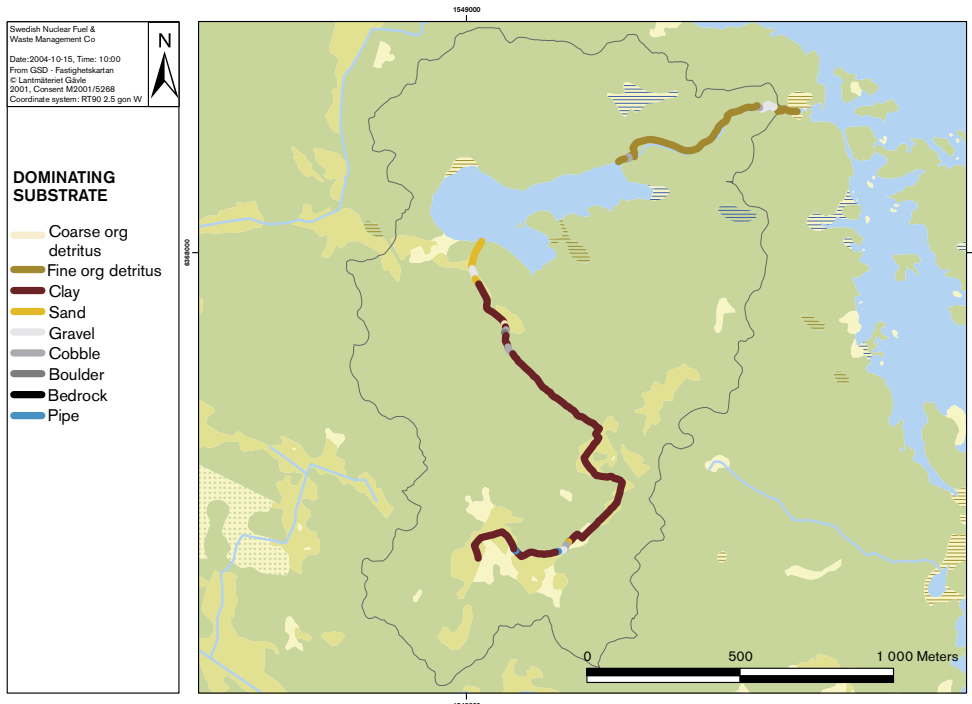 1549000
Swedish Nuclear Fuel &
Waste Management Co
Date:2004-10-15, Time: 10:00
From GSD - Fastighetskartan
© Lantmäteriet Gävle
2001, Consent M2001/5268
Coordinate system: RT90 2.5 gon W
N
DOMINATING
SUBSTRATE
Coarse org
detritus
Fine org detritus
Clay
Sand
Gravel
Cobble
Boulder
Bedrock
Pipe
6368000
0 500 1 000 Meters